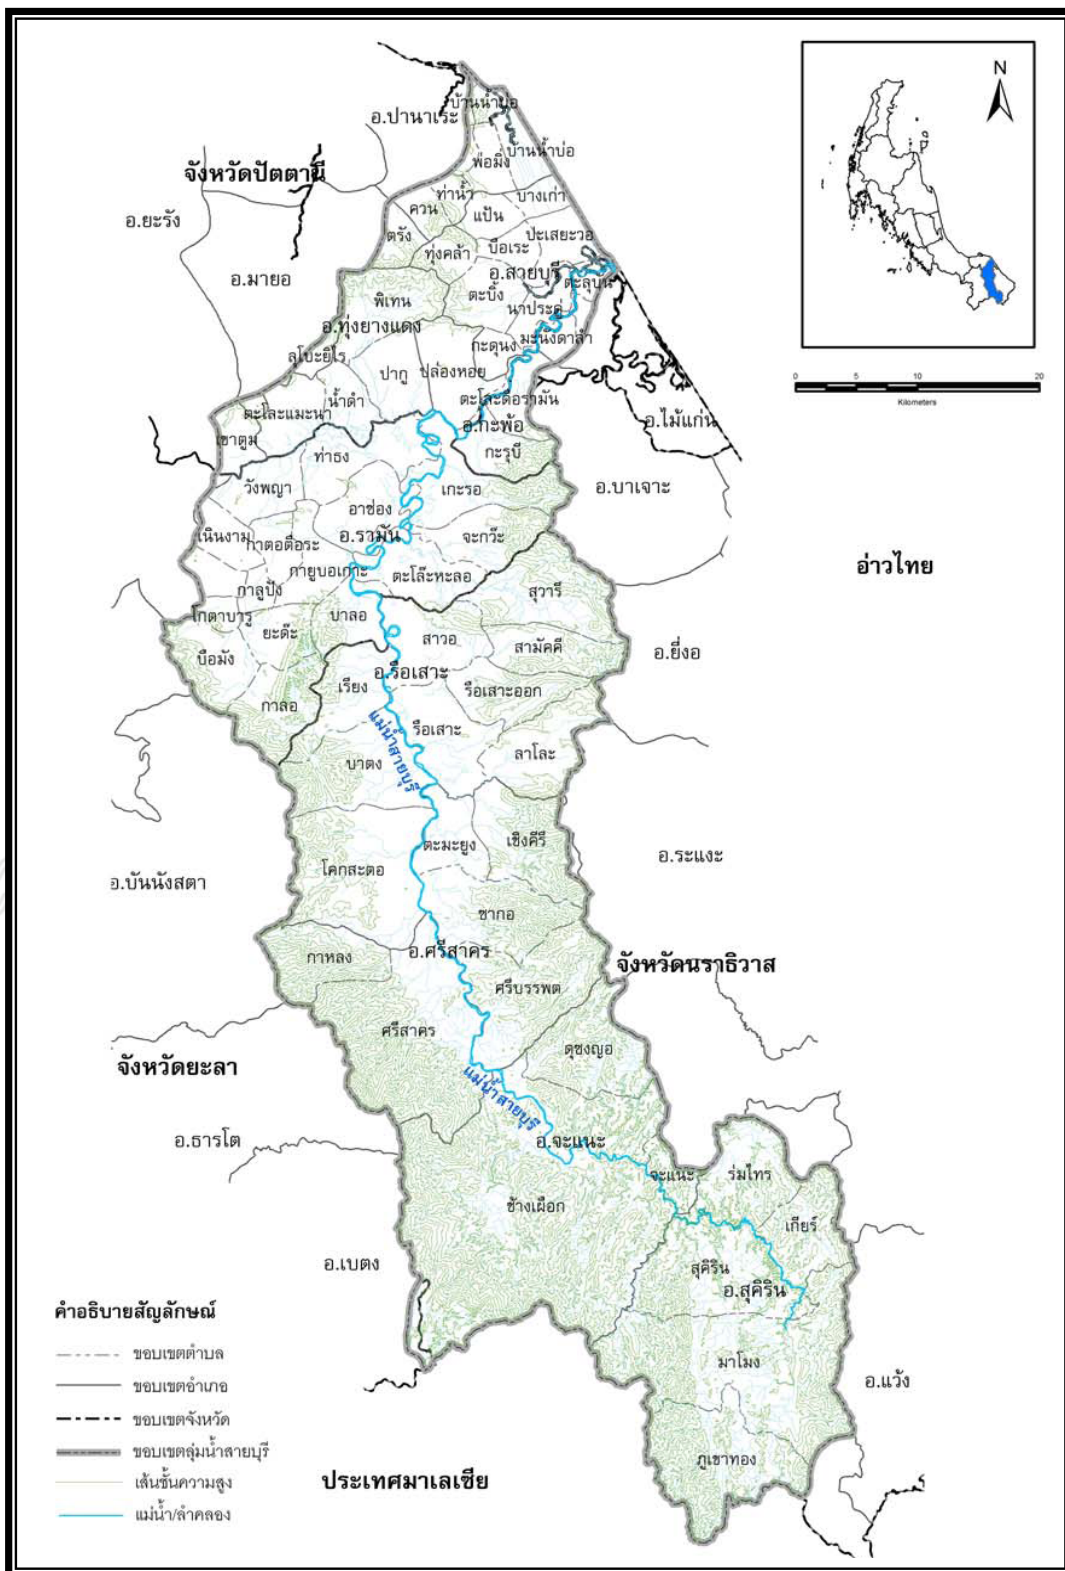 N
0 5 10 20
Kilometers
อ.ปานาเระ
บ้านน้ำบ่อ
พ่อมิ่ง
บ้านน้ำบ่อ
จังหวัดปัตตานี
ท่าน้ำ
บางเก่า
ควน
แป้น
อ.ยะรัง
ตรัง
ทุ่งคล้า
บือเระ
ปะเสยะวอ
อ.มายอ
อ.สายบุรี
ตะลุบัน
ตะบิ้ง
พิเทน
นาประดู่
อ.ทุ่งยางแดง
กะดุนง
มะนังดาลำ
ลุโบะยิไร
ปากู
ปล่องหอย
น้ำดำ
ตะโละดือรามัน
ตะโละแมะนา
อ.กะพ้อ
อ.ไม้แก่น
เขาตูม
กะรุบี
ท่าธง
วังพญา
เกะรอ
อ.บาเจาะ
อาซ่อง
เนินงาม
กาตอดือระ
อ.รามัน
จะกว๊ะ
อ่าวไทย
กายูบอเกาะ
ตะโล๊ะหะลอ
กาลูปัง
สุวารี
โกตาบารู
บาลอ
ยะต๊ะ
สาวอ
สามัคคี
อ.ยี่งอ
บือมัง
อ.รือเสาะ
เรียง
รือเสาะออก
กาลอ
รือเสาะ
แม่น้ำสายบุรี
ลาโละ
บาตง
ตะมะยูง
เชิงคีรี
อ.ระแงะ
โคกสะตอ
อ.บันนังสตา
ซากอ
อ.ศรีสาคร
กาหลง
จังหวัดนราธิวาส
ศรีบรรพต
ศรีสาคร
ดุซงญอ
จังหวัดยะลา
แม่น้ำสายบุรี
อ.ธารโต
อ.จะแนะ
จะแนะ
ร่มไทร
ช้างเผือก
เกียร์
อ.เบตง
สุคิริน
อ.สุคิริน
มาโมง
อ.แว้ง
ภูเขาทอง
ประเทศมาเลเซีย
คำอธิบายสัญลักษณ์
ขอบเขตตำบล
ขอบเขตอำเภอ
ขอบเขตจังหวัด
ขอบเขตลุ่มน้ำสายบุรี
เส้นชั้นความสูง
แม่น้ำ/ลำคลอง